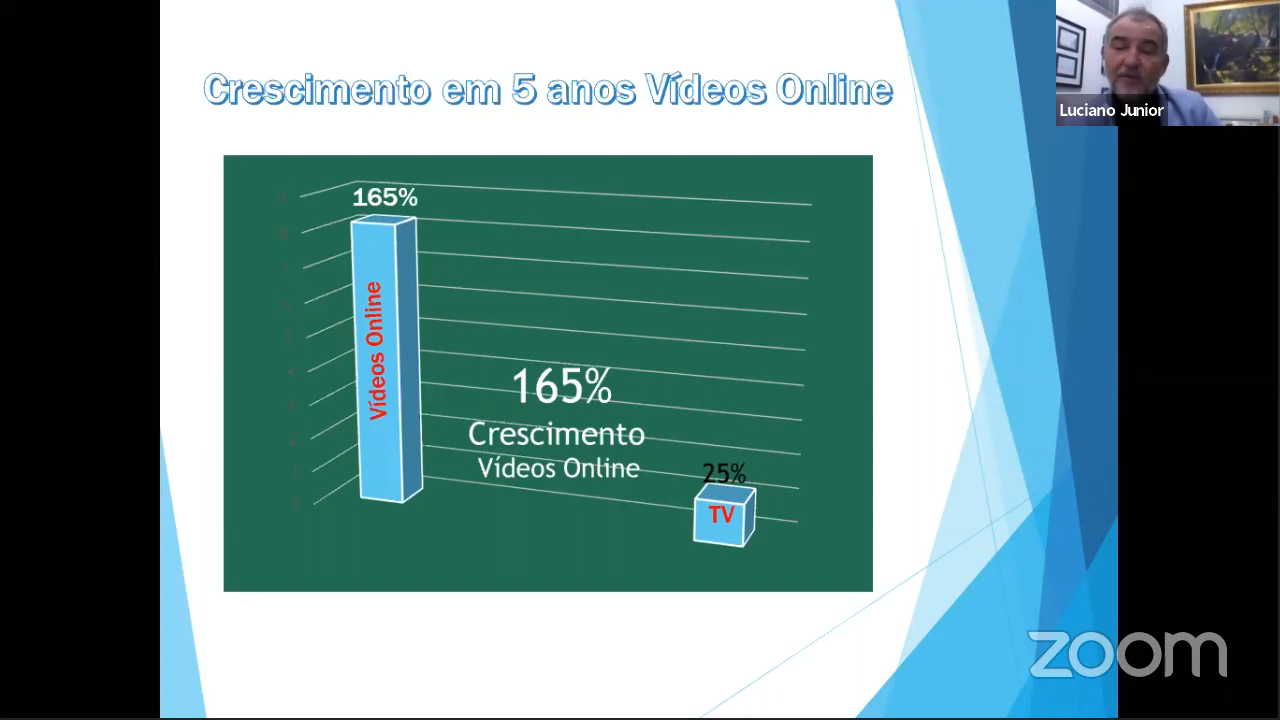 Crescimento em 5 anos Vídeos Online
Luciano Junior
165%
Vídeos Online
165%
Crescimento
Vídeos Online
25%
TV
zoom